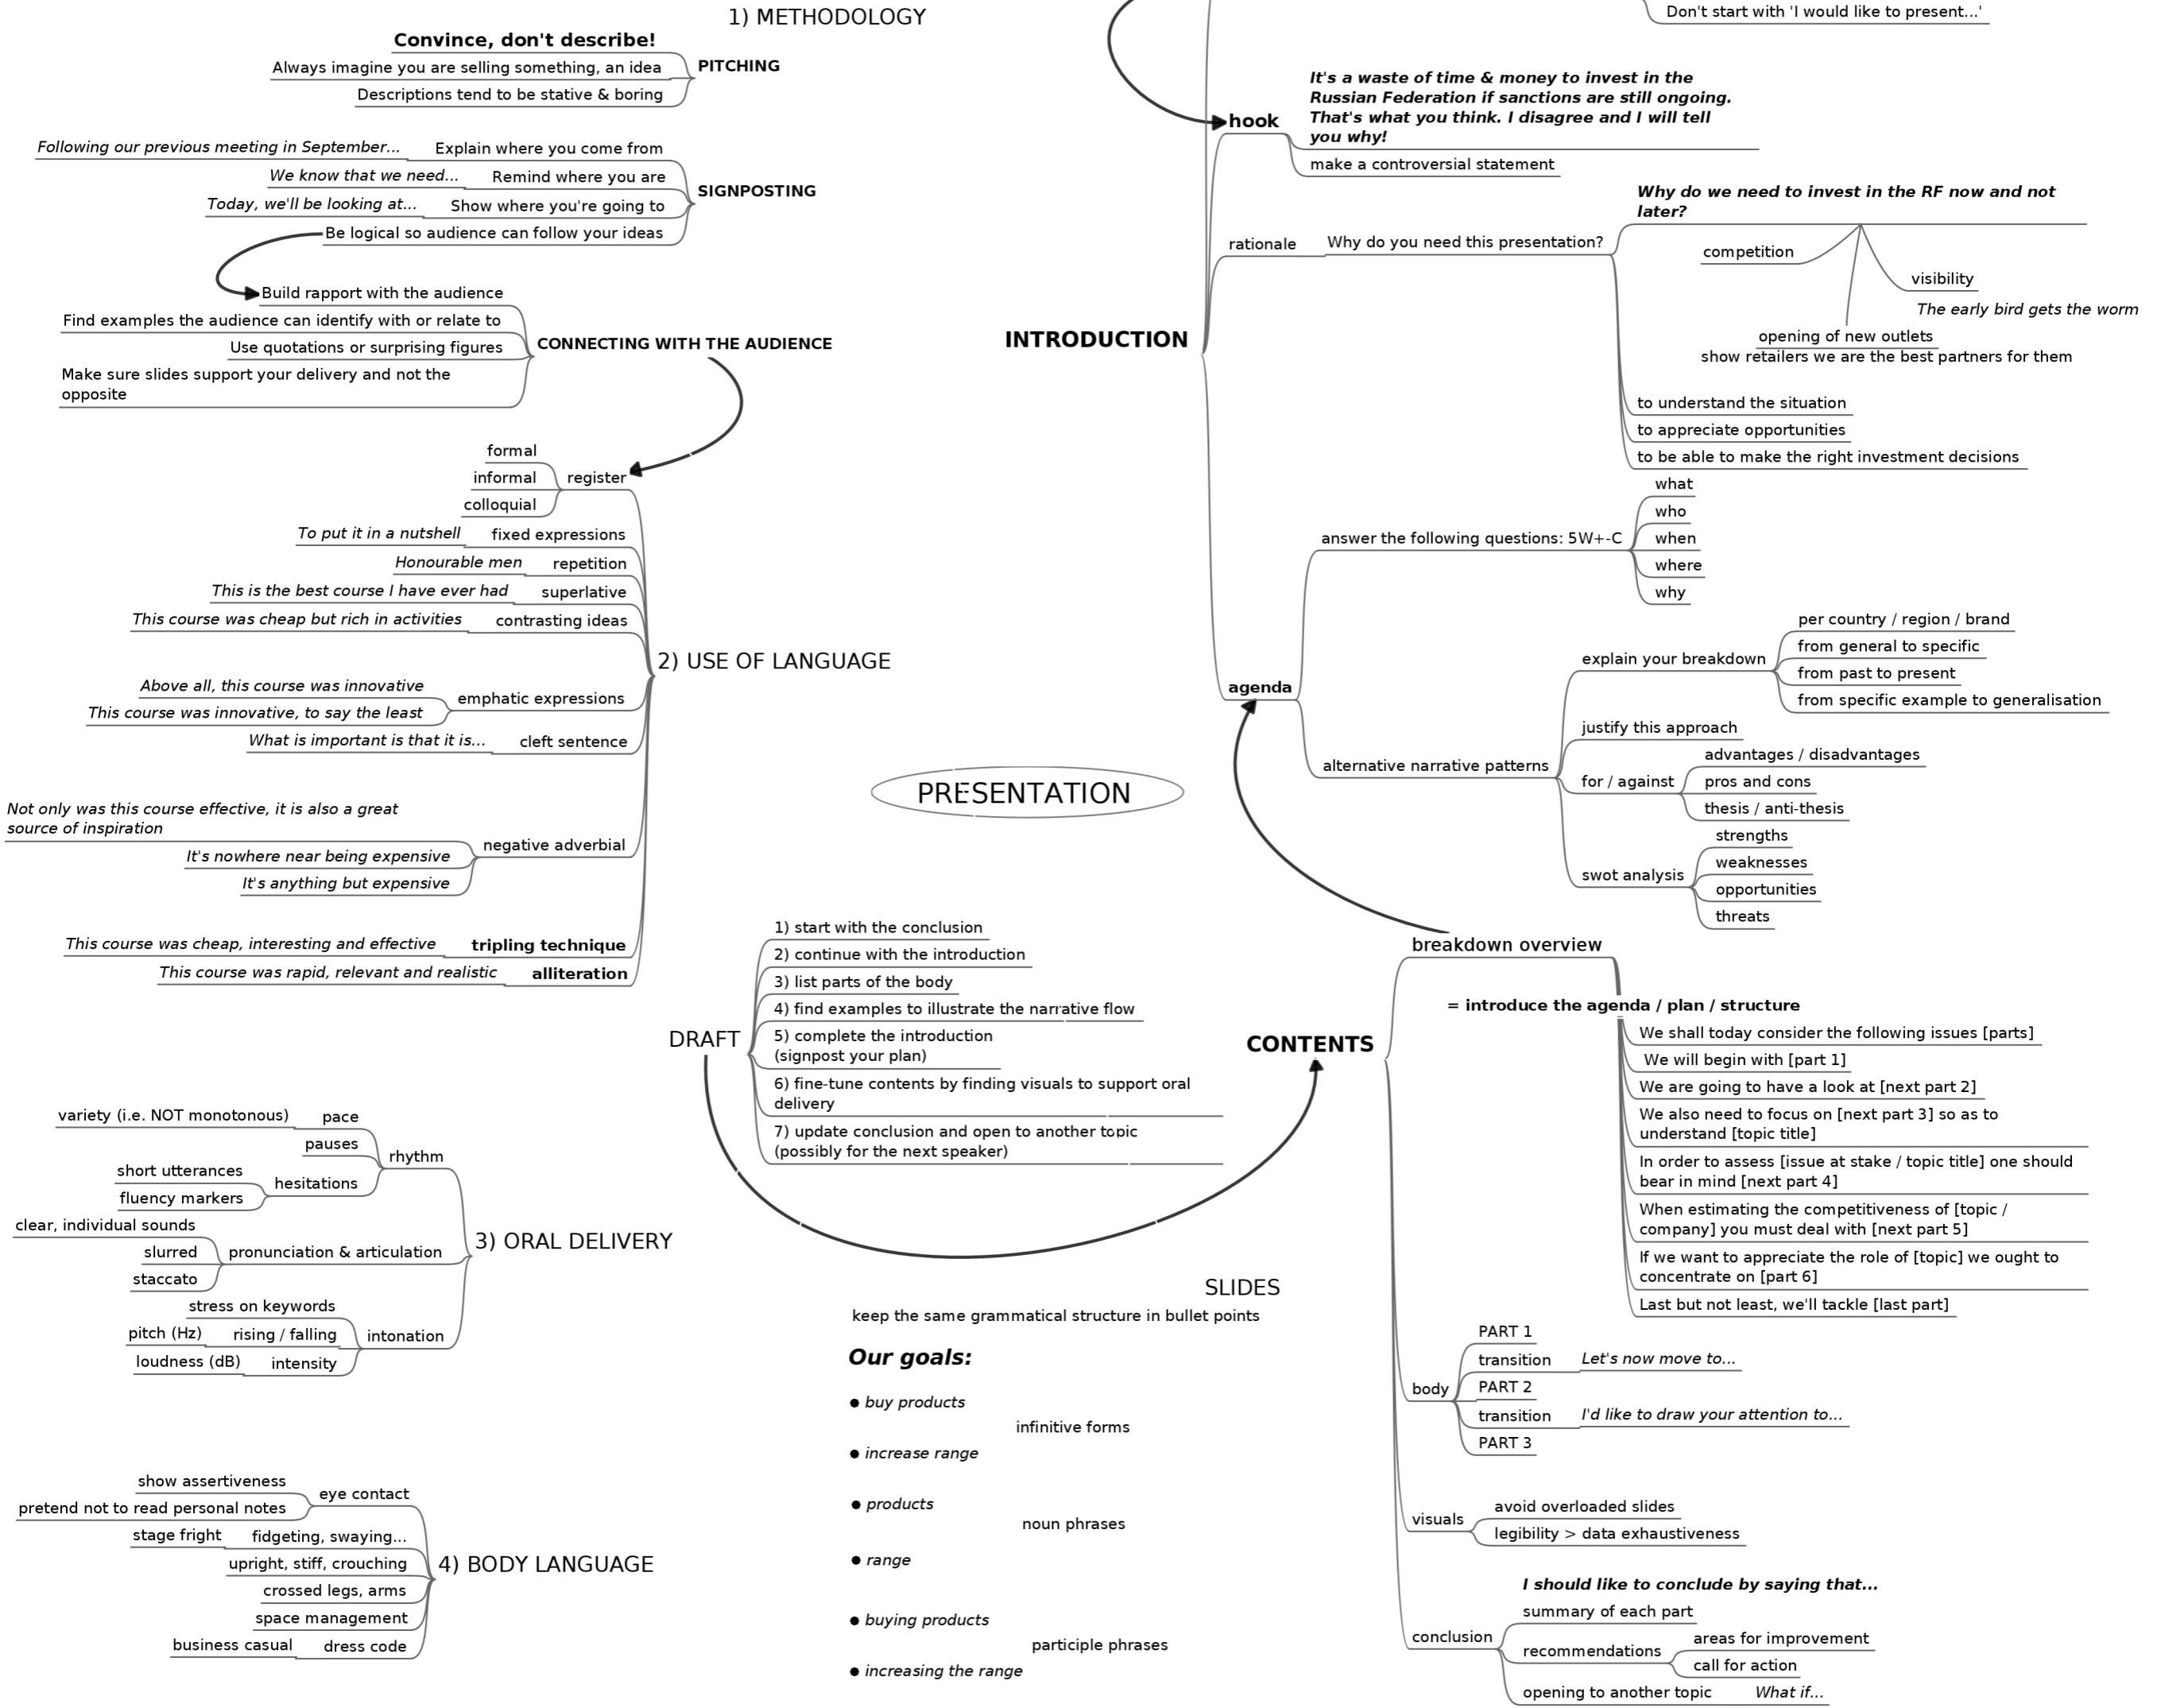 1) METHODOLOGY
Convince, don't describe!
Always imagine you are selling something, an idea
Descriptions tend to be stative & boring
PITCHING
Following our previous meeting in September...
Explain where you come from
We know that we need...
Remind where you are
Today, we'll be looking at...
Show where you're going to
Be logical so audience can follow your ideas
SIGNPOSTING
Build rapport with the audience
Find examples the audience can identify with or relate to
Use quotations or surprising figures
Make sure slides support your delivery and not the
opposite
CONNECTING WITH THE AUDIENCE
formal
informal
colloquial
register
To put it in a nutshell
fixed expressions
Honourable men
repetition
This is the best course I have ever had
superlative
This course was cheap but rich in activities
contrasting ideas
2) USE OF LANGUAGE
Above all, this course was innovative
This course was innovative, to say the least
emphatic expressions
What is important is that it is...
cleft sentence
Not only was this course effective, it is also a great
source of inspiration
It's nowhere near being expensive
It's anything but expensive
negative adverbial
This course was cheap, interesting and effective
tripling technique
This course was rapid, relevant and realistic
alliteration
variety (i.e. NOT monotonous)
pace
pauses
short utterances
fluency markers
hesitations
rhythm
clear, individual sounds
slurred
staccato
pronunciation & articulation
3) ORAL DELIVERY
stress on keywords
pitch (Hz)
rising / falling
loudness (dB)
intensity
intonation
show assertiveness
pretend not to read personal notes
eye contact
stage fright
fidgeting, swaying...
upright, stiff, crouching
crossed legs, arms
space management
business casual
dress code
4) BODY LANGUAGE
PRESENTATION
DRAFT
1) start with the conclusion
2) continue with the introduction
3) list parts of the body
4) find examples to illustrate the narrative flow
5) complete the introduction
(signpost your plan)
6) fine-tune contents by finding visuals to support oral
delivery
7) update conclusion and open to another topic
(possibly for the next speaker)
SLIDES
keep the same grammatical structure in bullet points
Our goals:
● buy products
infinitive forms
● increase range
● products
noun phrases
● range
● buying products
participle phrases
● increasing the range
Don't start with 'I would like to present...'
INTRODUCTION
hook
It's a waste of time & money to invest in the
Russian Federation if sanctions are still ongoing.
That's what you think. I disagree and I will tell
you why!
make a controversial statement
rationale
Why do you need this presentation?
Why do we need to invest in the RF now and not
later?
competition
visibility
The early bird gets the worm
opening of new outlets
show retailers we are the best partners for them
to understand the situation
to appreciate opportunities
to be able to make the right investment decisions
agenda
answer the following questions: 5W+-C
what
who
when
where
why
alternative narrative patterns
explain your breakdown
per country / region / brand
from general to specific
from past to present
from specific example to generalisation
justify this approach
for / against
advantages / disadvantages
pros and cons
thesis / anti-thesis
swot analysis
strengths
weaknesses
opportunities
threats
CONTENTS
breakdown overview
= introduce the agenda / plan / structure
We shall today consider the following issues [parts]
We will begin with [part 1]
We are going to have a look at [next part 2]
We also need to focus on [next part 3] so as to
understand [topic title]
In order to assess [issue at stake / topic title] one should
bear in mind [next part 4]
When estimating the competitiveness of [topic /
company] you must deal with [next part 5]
If we want to appreciate the role of [topic] we ought to
concentrate on [part 6]
Last but not least, we'll tackle [last part]
body
PART 1
transition
Let's now move to...
PART 2
transition
I'd like to draw your attention to...
PART 3
visuals
avoid overloaded slides
legibility > data exhaustiveness
conclusion
I should like to conclude by saying that...
summary of each part
recommendations
areas for improvement
call for action
opening to another topic
What if...